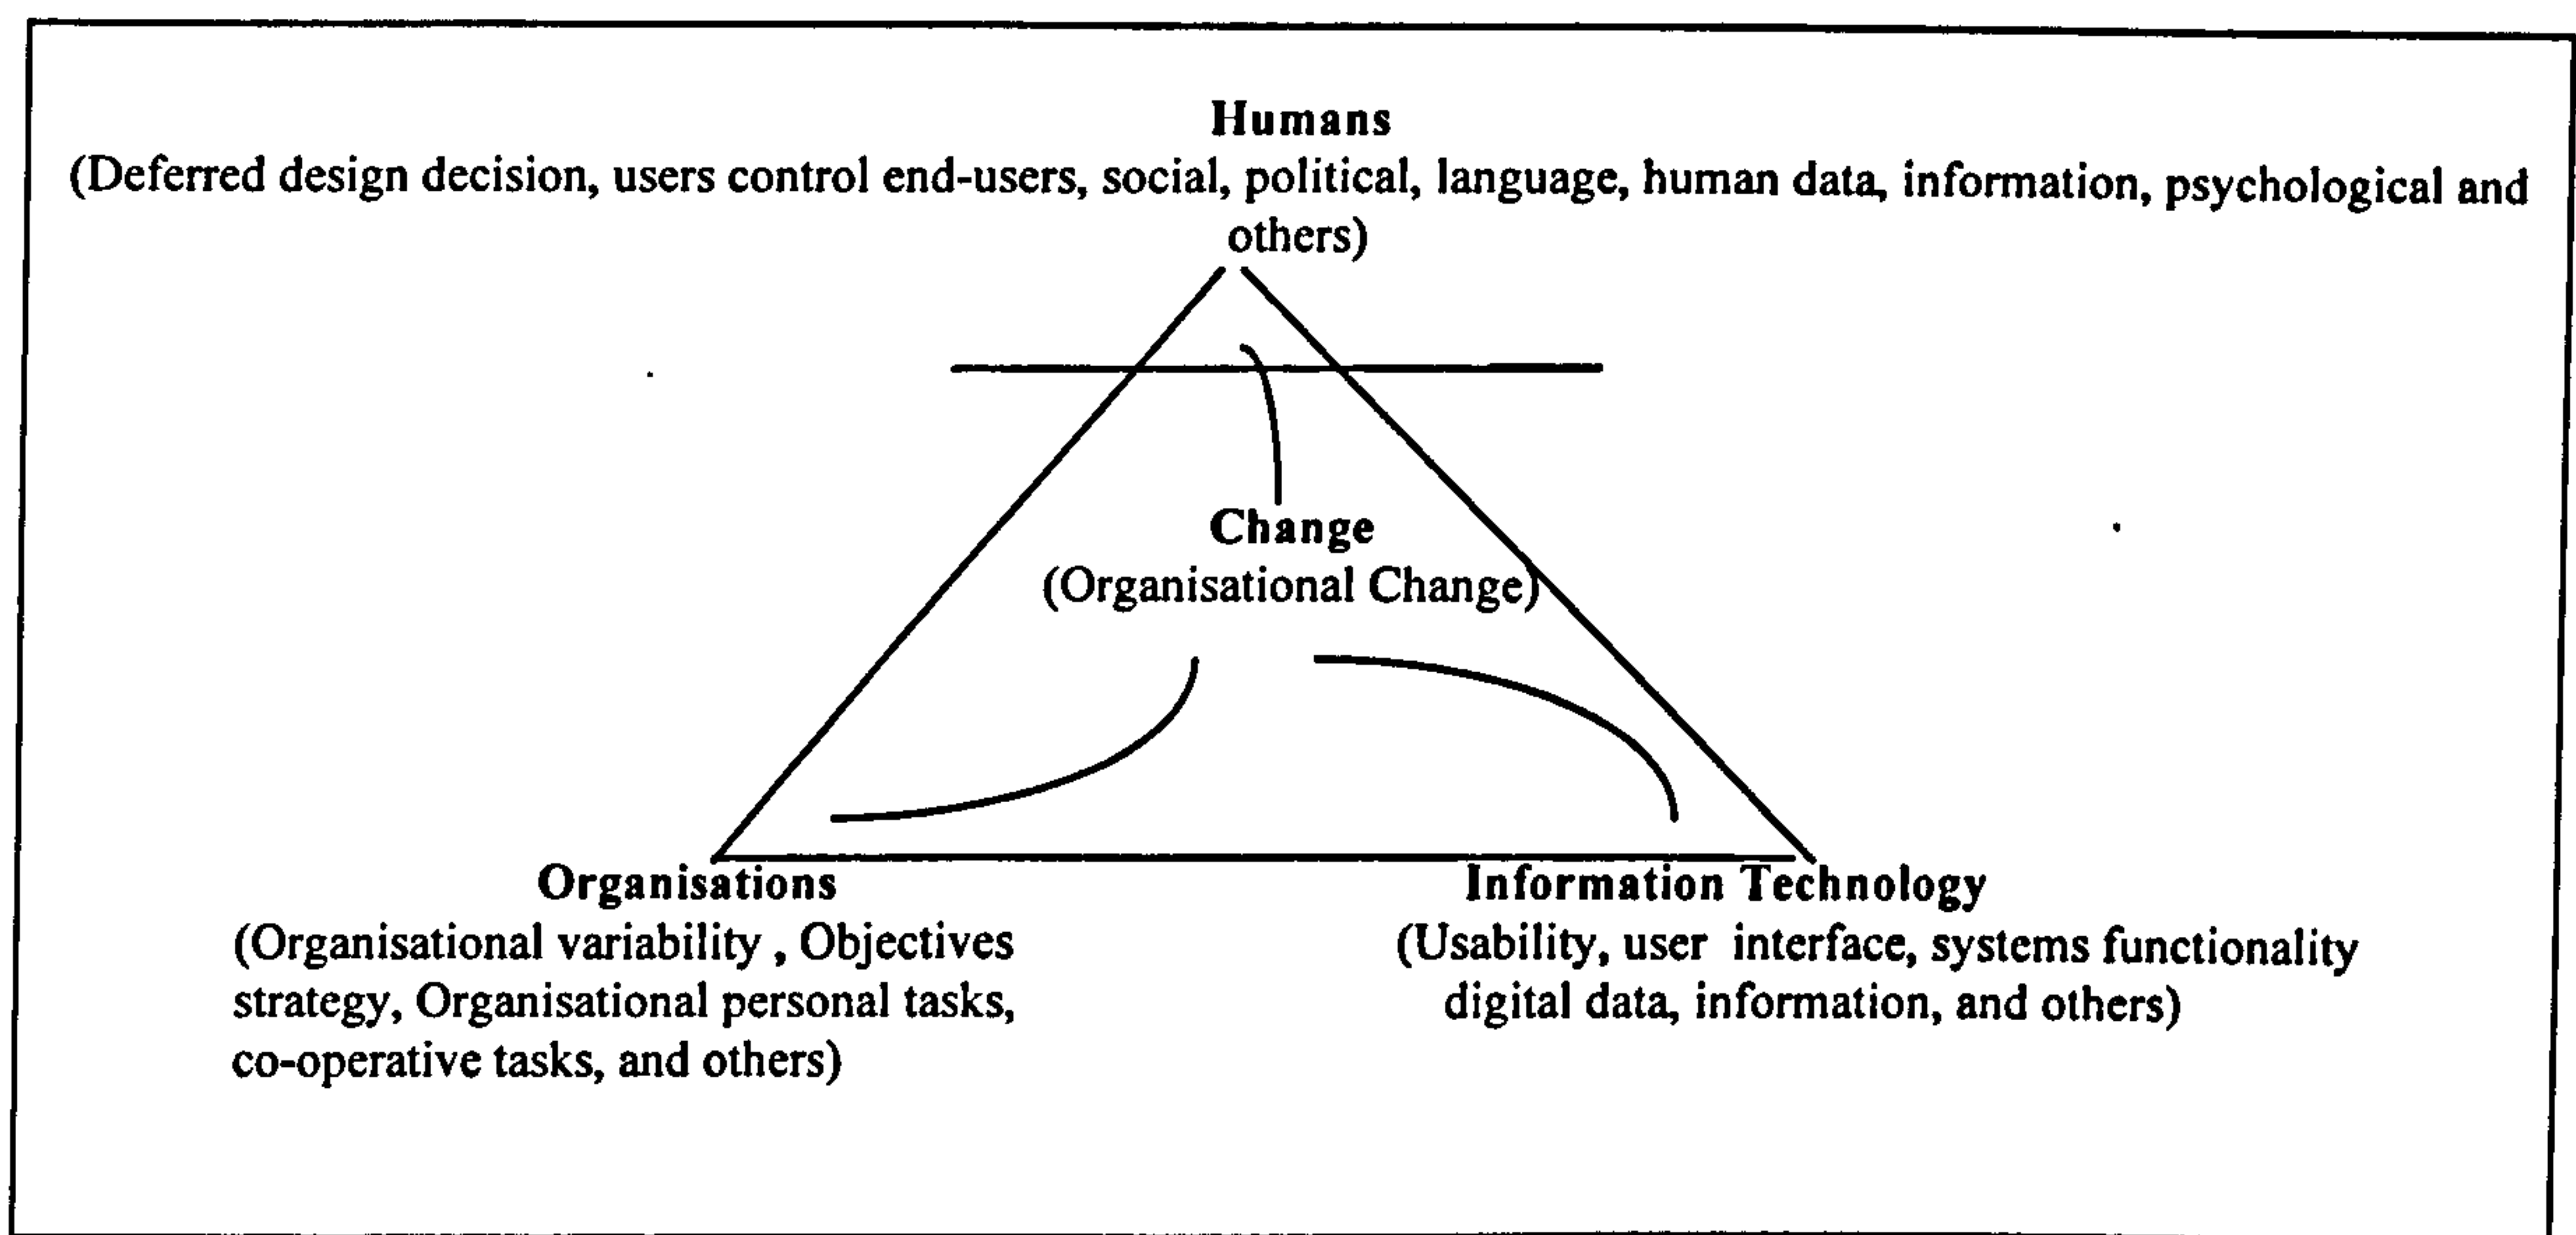 Humans
(Deferred design decision, users control end-users, social, political, language, human data, information, psychological and
others)
Change
(Organisational Change)
Organisations
(Organisational variability , Objectives
strategy, Organisational personal tasks,
co-operative tasks, and others)
Information Technology
(Usability, user interface, systems functionality
digital data, information, and others)